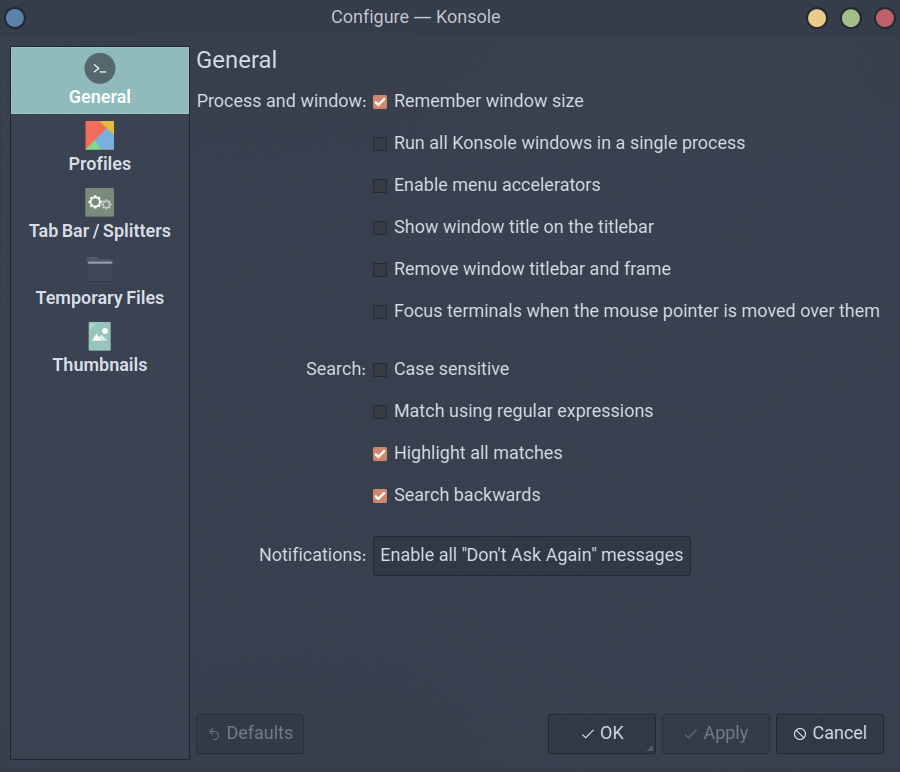 Configure — Konsole
General
Profiles
Tab Bar / Splitters
Temporary Files
Thumbnails
General
Process and window: Remember window size
Run all Konsole windows in a single process
Enable menu accelerators
Show window title on the titlebar
Remove window titlebar and frame
Focus terminals when the mouse pointer is moved over them
Search: Case sensitive
Match using regular expressions
Highlight all matches
Search backwards
Notifications: Enable all "Don't Ask Again" messages
Defaults OK Apply Cancel